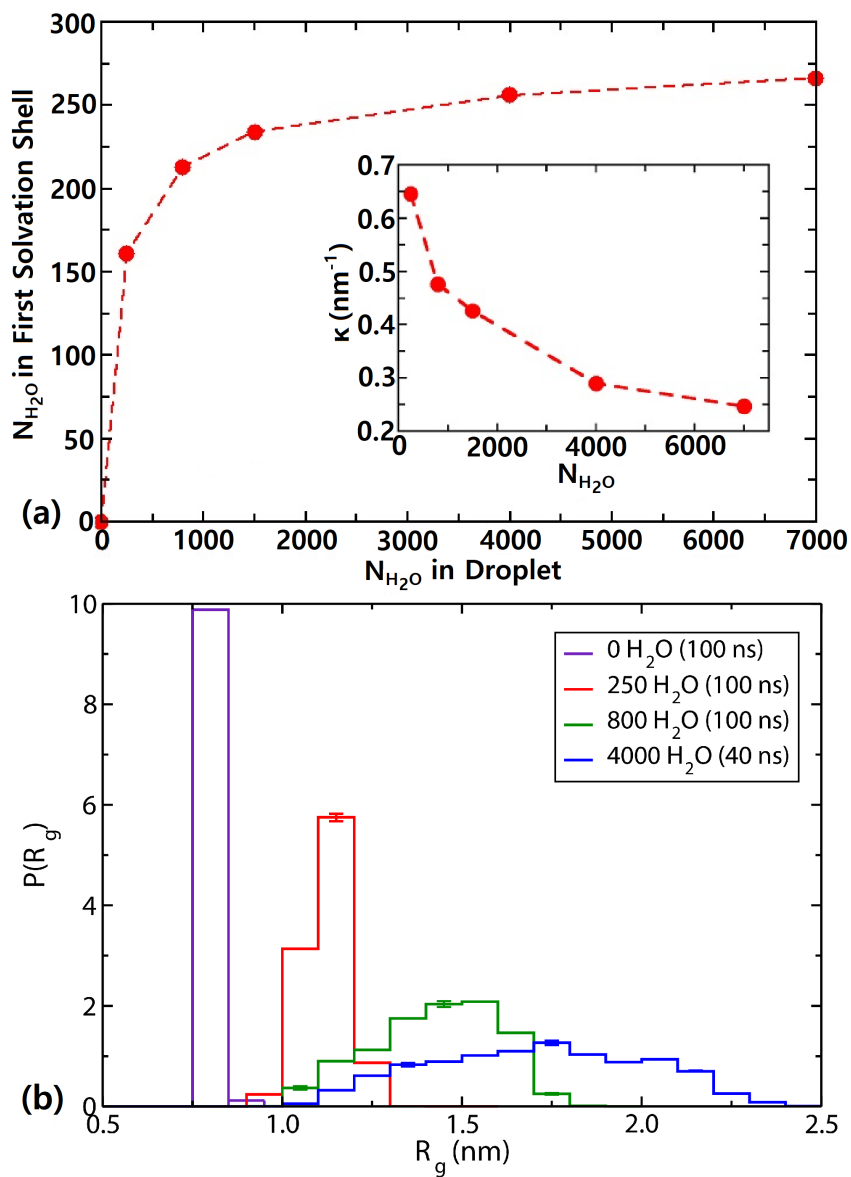 300
250
200
150
100
50
0
N_H₂O in First Solvation Shell
(a)
0 1000 2000 3000 4000 5000 6000 7000
N_H₂O in Droplet
0.7
0.6
0.5
0.4
0.3
0.2
κ (nm⁻¹)
0 2000 4000 6000
N_H₂O
10
8
6
4
2
0
P(R_g)
0 H₂O (100 ns)
250 H₂O (100 ns)
800 H₂O (100 ns)
4000 H₂O (40 ns)
(b)
0.5 1.0 1.5 2.0 2.5
R_g (nm)